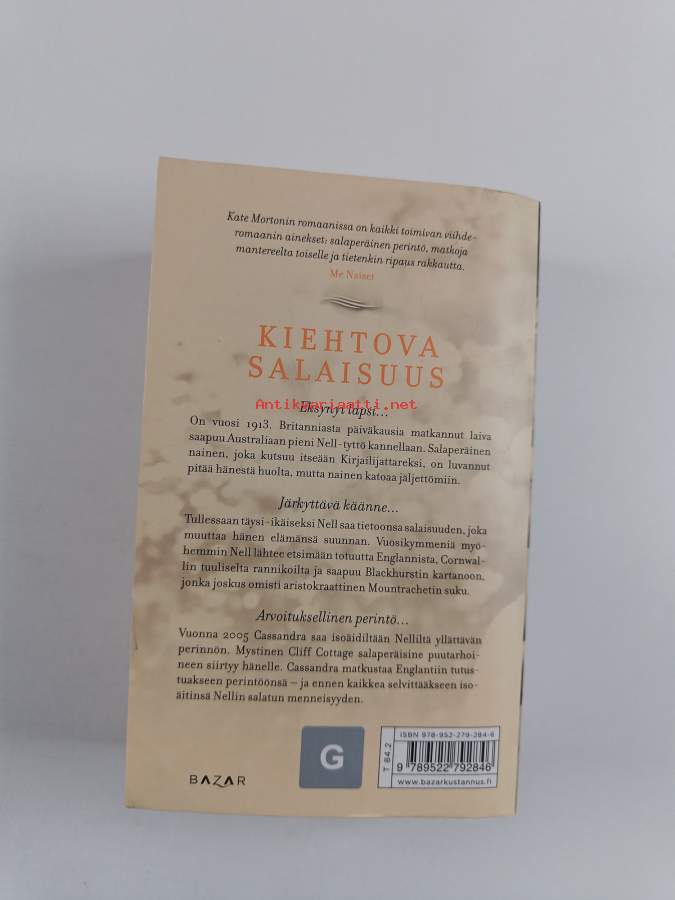 Kate Mortonin romaanissa on kaikki toimivan viihde-
romaanin ainekset: salaperäinen perintö, matkoja
mantereelta toiselle ja tietenkin ripaus rakkautta.
Me Naiset
KIEHTOVA
SALAISUUS
Antikvariaatti.net
Eksynyt lapsi...
On vuosi 1913. Britanniasta päiväkausia matkannut laiva
saapuu Australiaan pieni Nell-tyttö kannellaan. Salaperäinen
nainen, joka kutsuu itseään Kirjailijattareksi, on luvannut
pitää hänestä huolta, mutta nainen katoaa jäljettömiin.
Järkyttävä käänne...
Tullessaan täysi-ikäiseksi Nell saa tietoonsa salaisuuden, joka
muuttaa hänen elämänsä suunnan. Vuosikymmeniä myö-
hemmin Nell lähtee etsimään totuutta Englannista, Cornwal-
lin tuuliselta rannikoilta ja saapuu Blackhurstin kartanoon,
jonka joskus omisti aristokraattinen Mountrachetin suku.
Arvoituksellinen perintö...
Vuonna 2005 Cassandra saa isoäidiltään Nelliltä yllättävän
perinnön. Mystinen Cliff Cottage salaperäisine puutarhoi-
neen siirtyy hänelle. Cassandra matkustaa Englantiin tutus-
tuakseen perintöönsä – ja ennen kaikkea selvittääkseen iso-
äitinsä Nellin salatun menneisyyden.
BAZAR
G
T 84.2
ISBN 978-952-279-284-6
9 789522 792846
www.bazarkustannus.fi